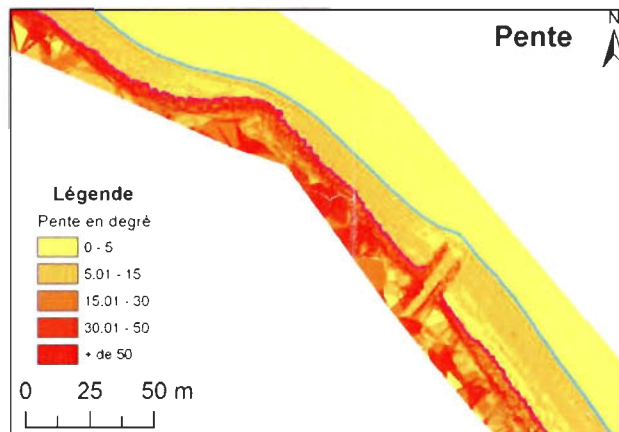 Pente
N
Légende
Pente en degré
0 - 5
5.01 - 15
15.01 - 30
30.01 - 50
+ de 50
0 25 50 m